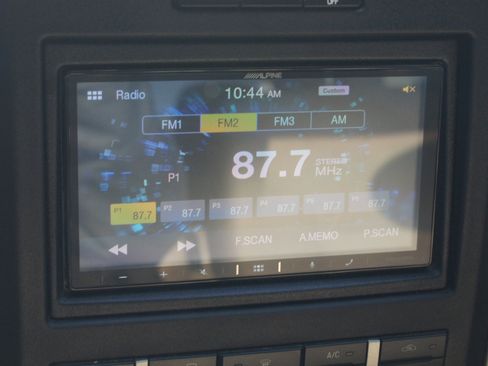 OFF
ALPINE
Radio 10:44 AM Custom
FM1 FM2 FM3 AM
P1 87.7 STEREO MHz
P1 87.7 P2 87.7 P3 87.7 P4 87.7 P5 87.7 P6 87.7
F.SCAN A.MEMO P.SCAN
A/C